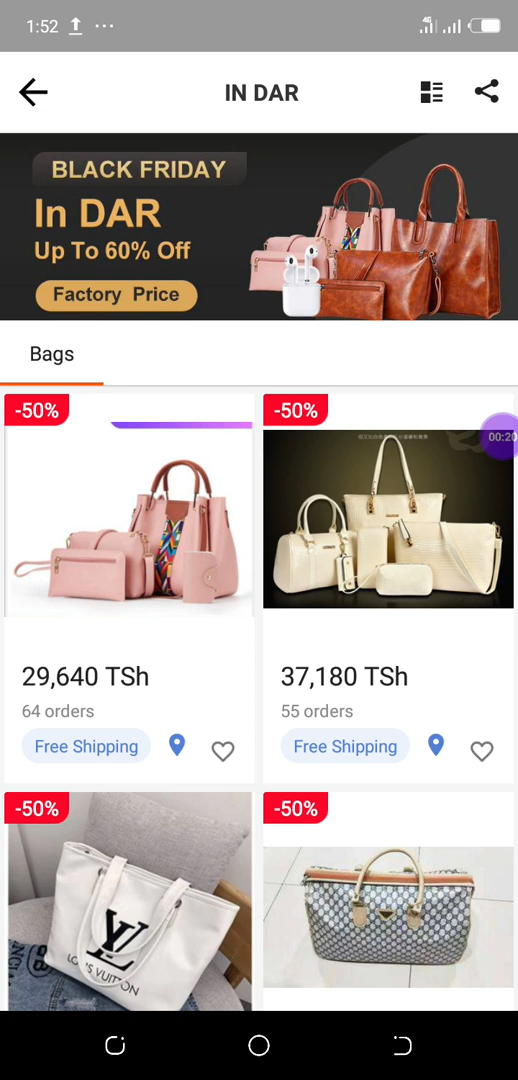 1:52
4G
IN DAR
BLACK FRIDAY
In DAR
Up To 60% Off
Factory Price
Bags
-50%
-50%
00:20
29,640 TSh
37,180 TSh
64 orders
55 orders
Free Shipping
Free Shipping
-50%
-50%
LV
LOUIS VUITTON